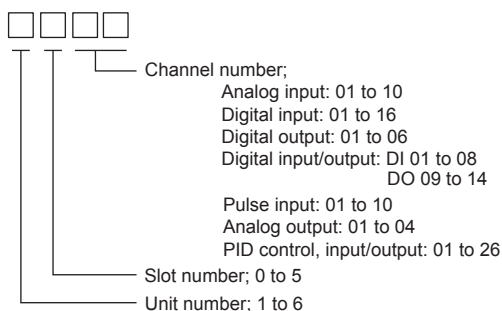 Channel number;
Analog input: 01 to 10
Digital input: 01 to 16
Digital output: 01 to 06
Digital input/output: DI 01 to 08
DO 09 to 14
Pulse input: 01 to 10
Analog output: 01 to 04
PID control, input/output: 01 to 26
Slot number; 0 to 5
Unit number; 1 to 6